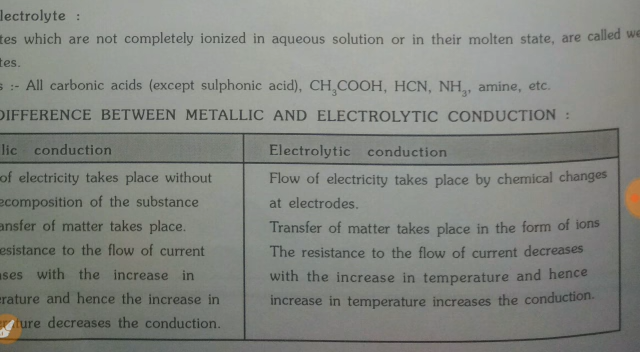 lectrolyte :
tes which are not completely ionized in aqueous solution or in their molten state, are called we
tes.
s :- All carbonic acids (except sulphonic acid), CH₃COOH, HCN, NH₃, amine, etc.
DIFFERENCE BETWEEN METALLIC AND ELECTROLYTIC CONDUCTION :
lic conduction
of electricity takes place without
ecomposition of the substance
ansfer of matter takes place.
esistance to the flow of current
ases with the increase in
erature and hence the increase in
ture decreases the conduction.
Electrolytic conduction
Flow of electricity takes place by chemical changes
at electrodes.
Transfer of matter takes place in the form of ions
The resistance to the flow of current decreases
with the increase in temperature and hence
increase in temperature increases the conduction.